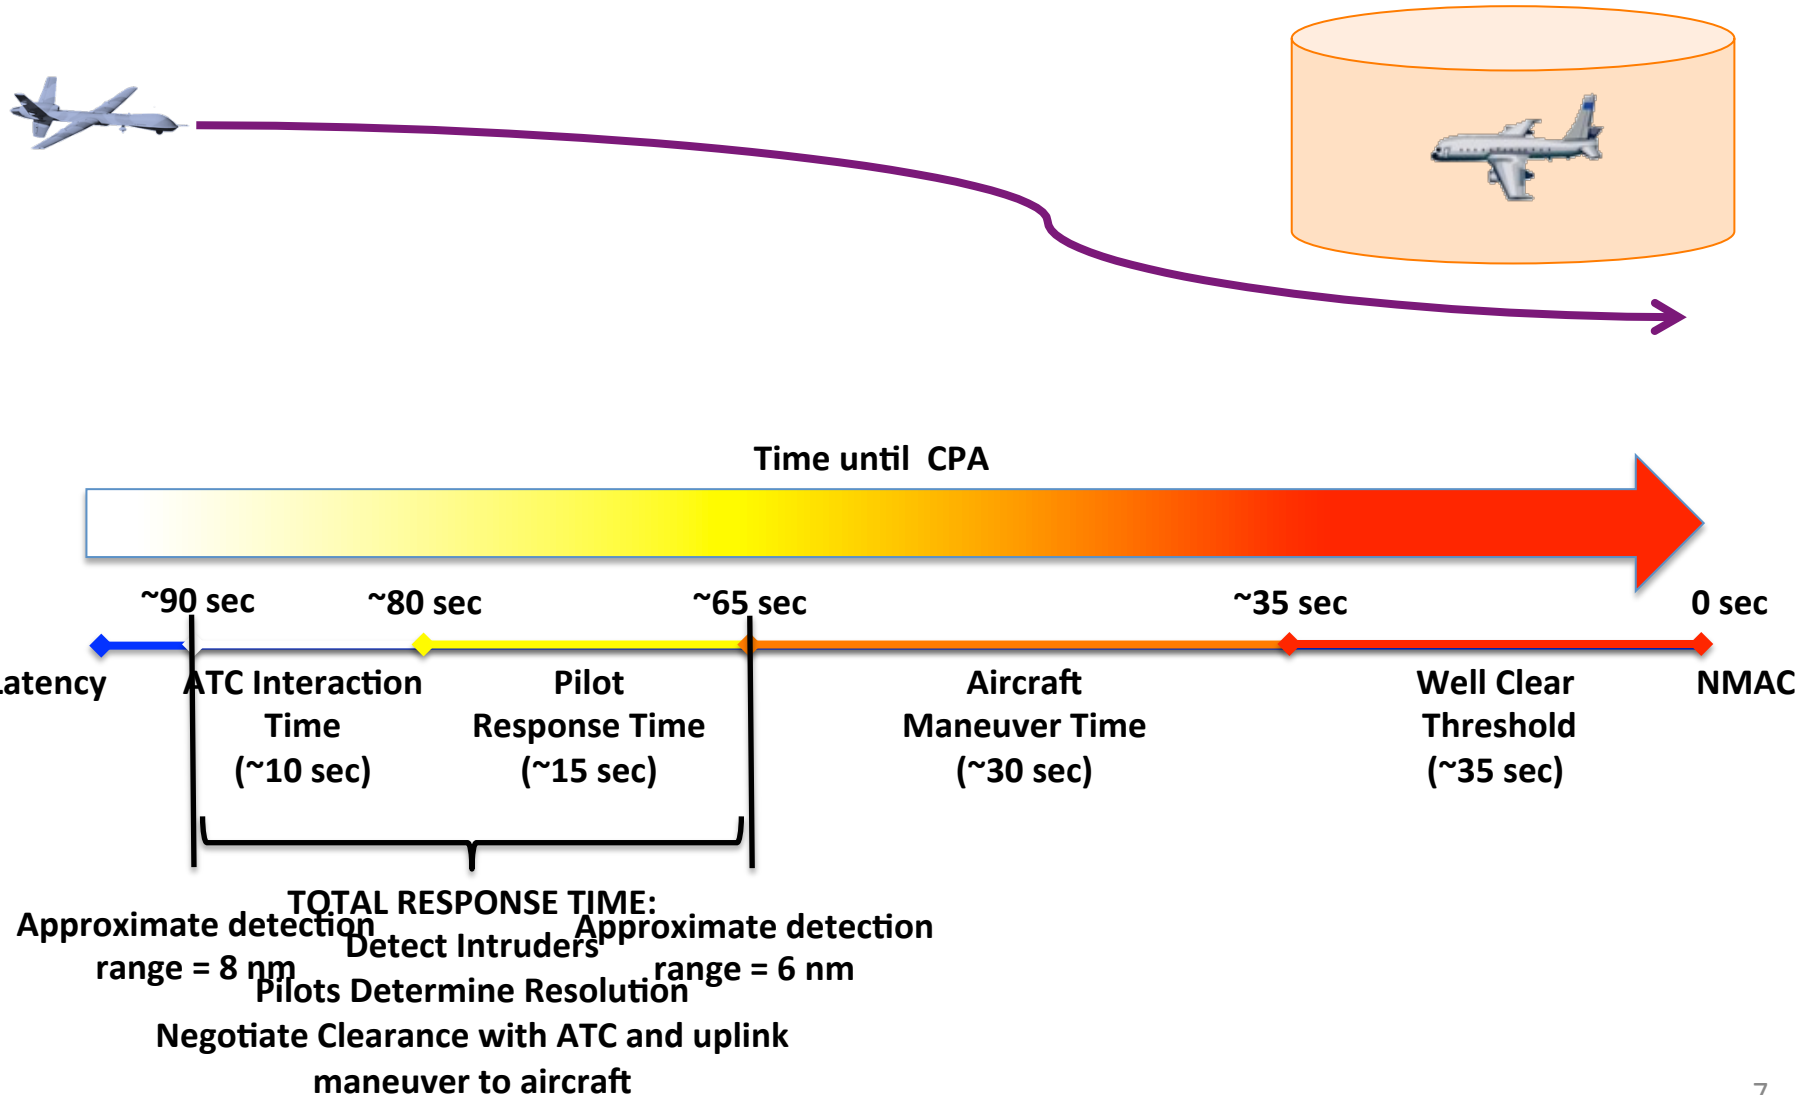 Time until CPA
~90 sec
~80 sec
~65 sec
~35 sec
0 sec
Latency
ATC Interaction
Time
(~10 sec)
Pilot
Response Time
(~15 sec)
Aircraft
Maneuver Time
(~30 sec)
Well Clear
Threshold
(~35 sec)
NMAC
Approximate detection
range = 8 nm
TOTAL RESPONSE TIME:
Detect Intruders
Pilots Determine Resolution
Negotiate Clearance with ATC and uplink
maneuver to aircraft
Approximate detection
range = 6 nm
7